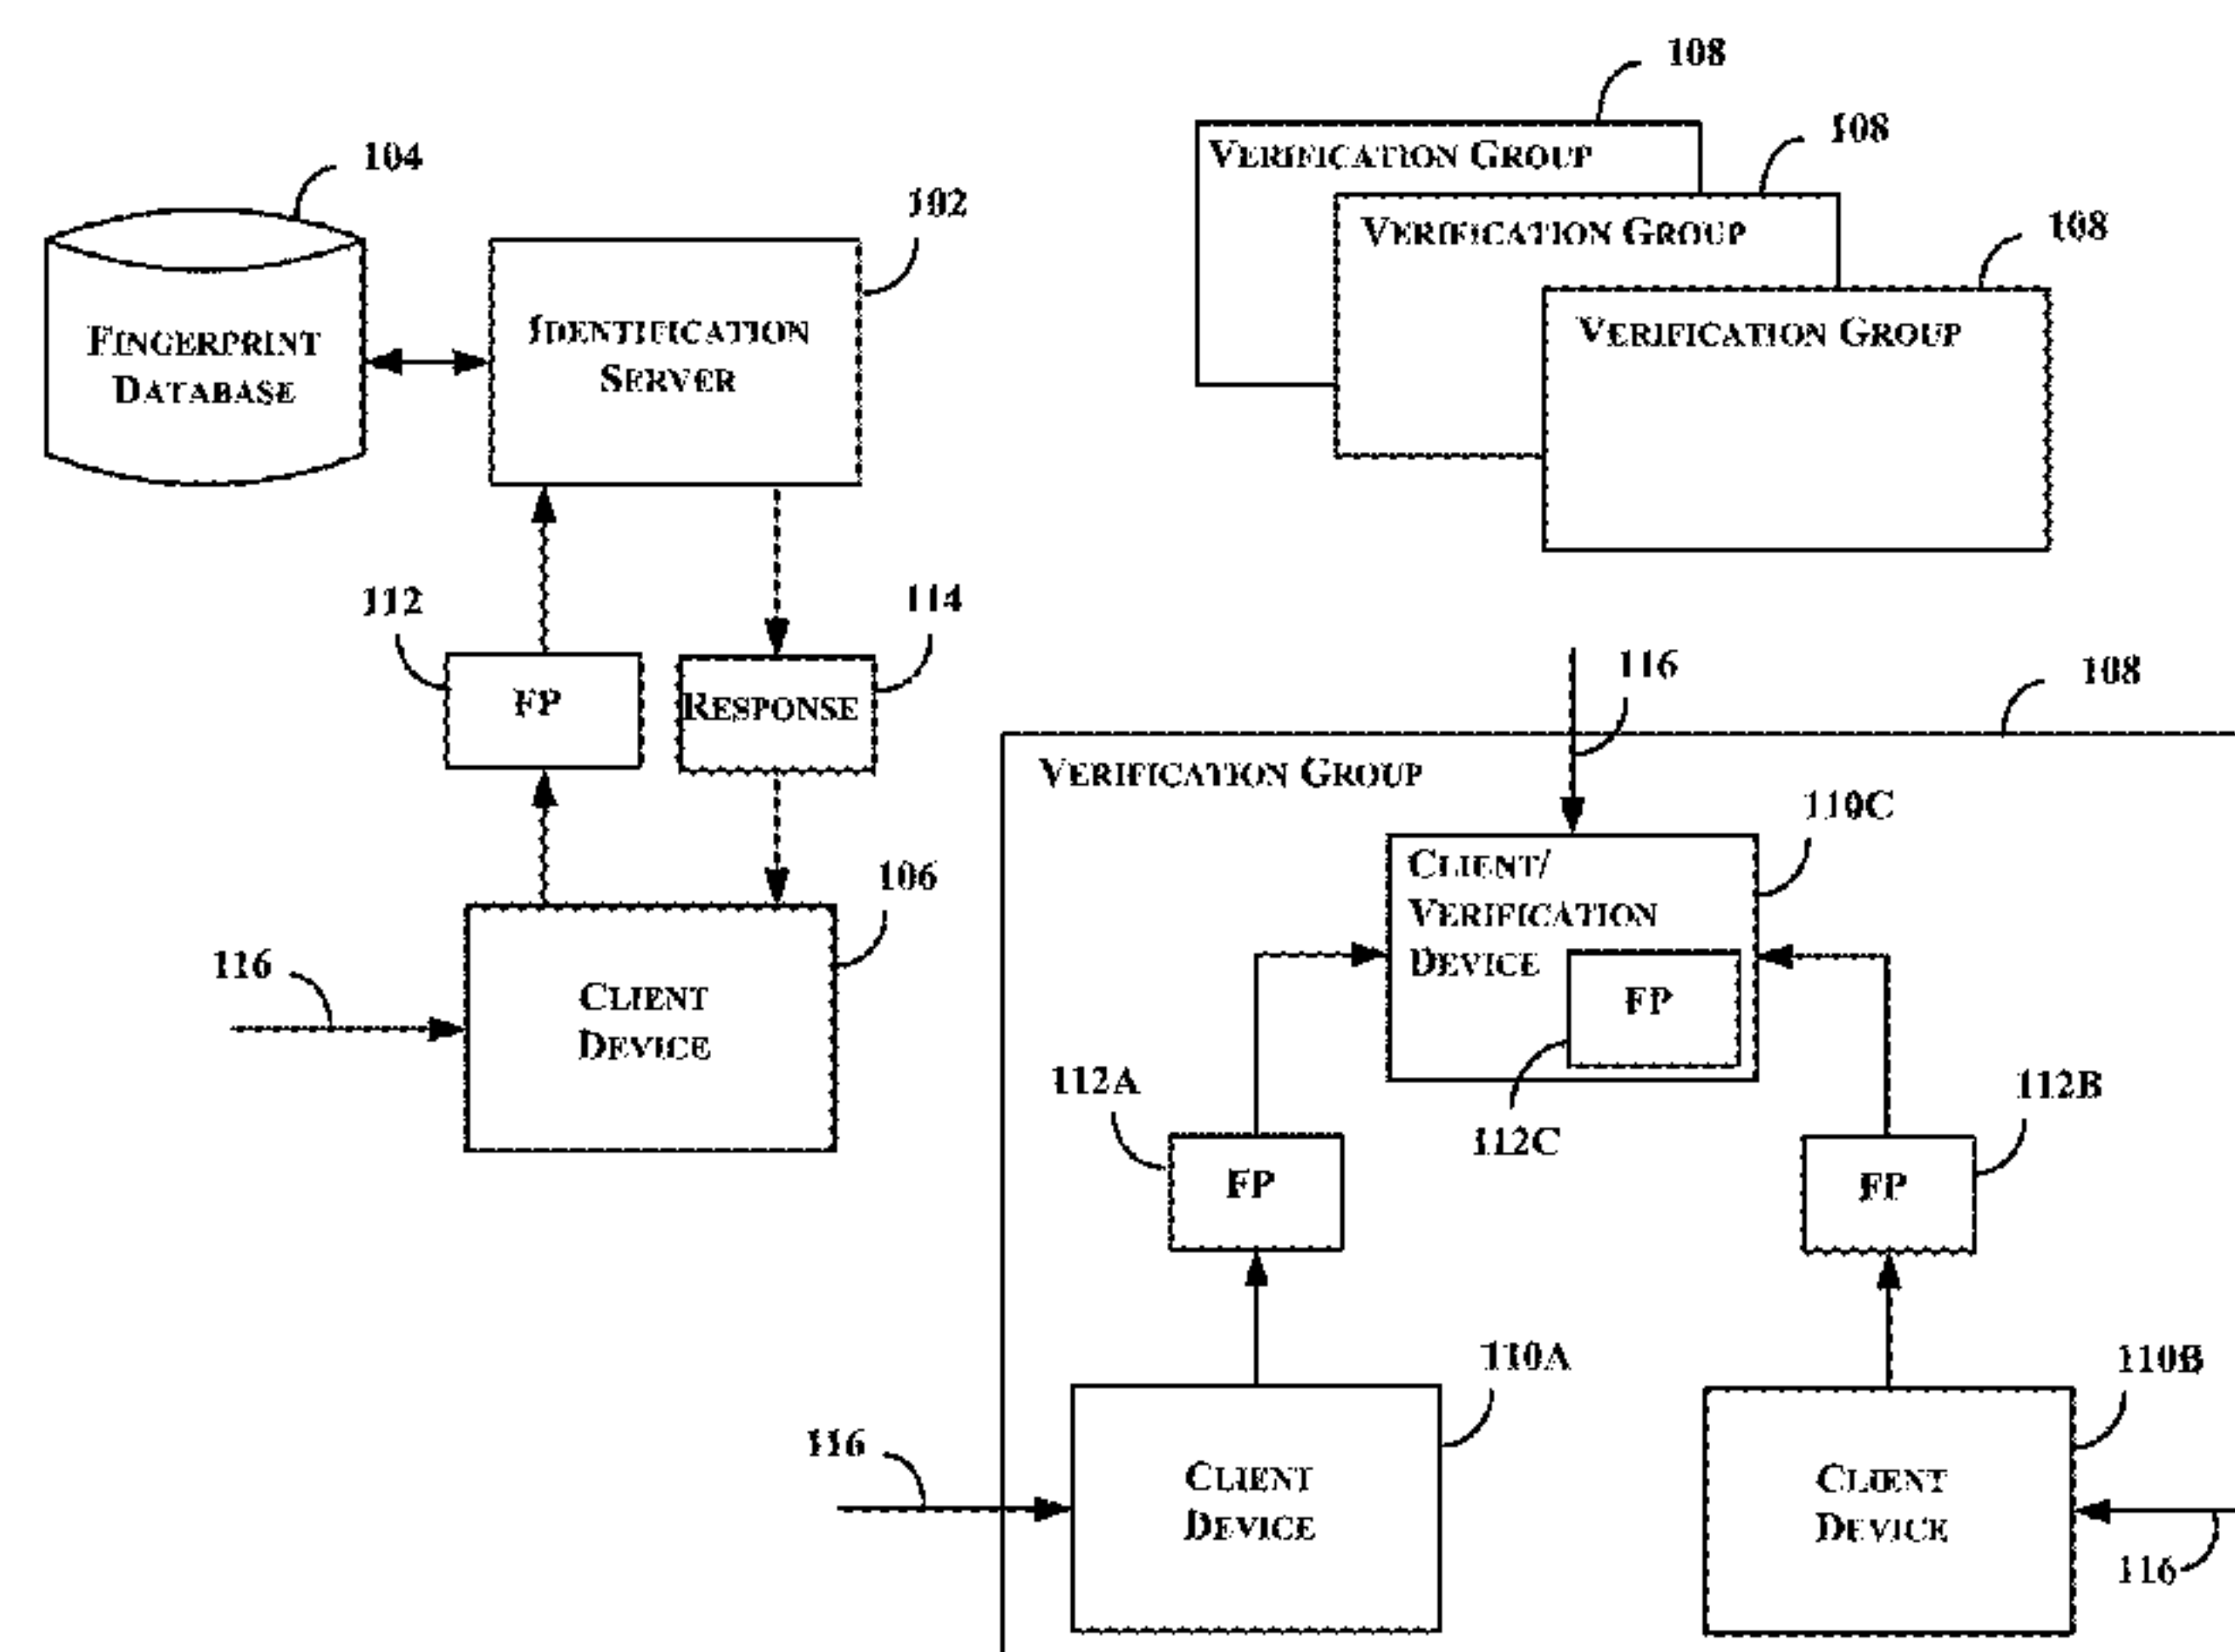 108
VERIFICATION GROUP
108
VERIFICATION GROUP
108
VERIFICATION GROUP
104
102
FINGERPRINT
DATABASE
IDENTIFICATION
SERVER
112
114
FP
RESPONSE
106
116
CLIENT
DEVICE
116
108
VERIFICATION GROUP
110C
CLIENT/
VERIFICATION
DEVICE
FP
112A
112C
112B
FP
FP
110A
110B
116
CLIENT
DEVICE
CLIENT
DEVICE
116